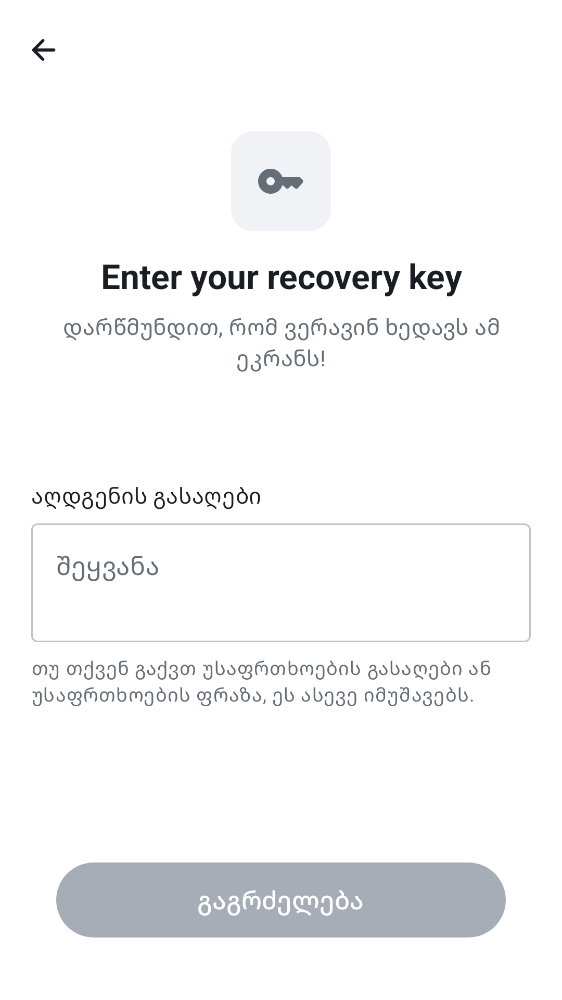 Enter your recovery key
დარწმუნდით, რომ ვერავინ ხედავს ამ
ეკრანს!
აღდგენის გასაღები
შეყვანა
თუ თქვენ გაქვთ უსაფრთხოების გასაღები ან
უსაფრთხოების ფრაზა, ეს ასევე იმუშავებს.
გაგრძელება